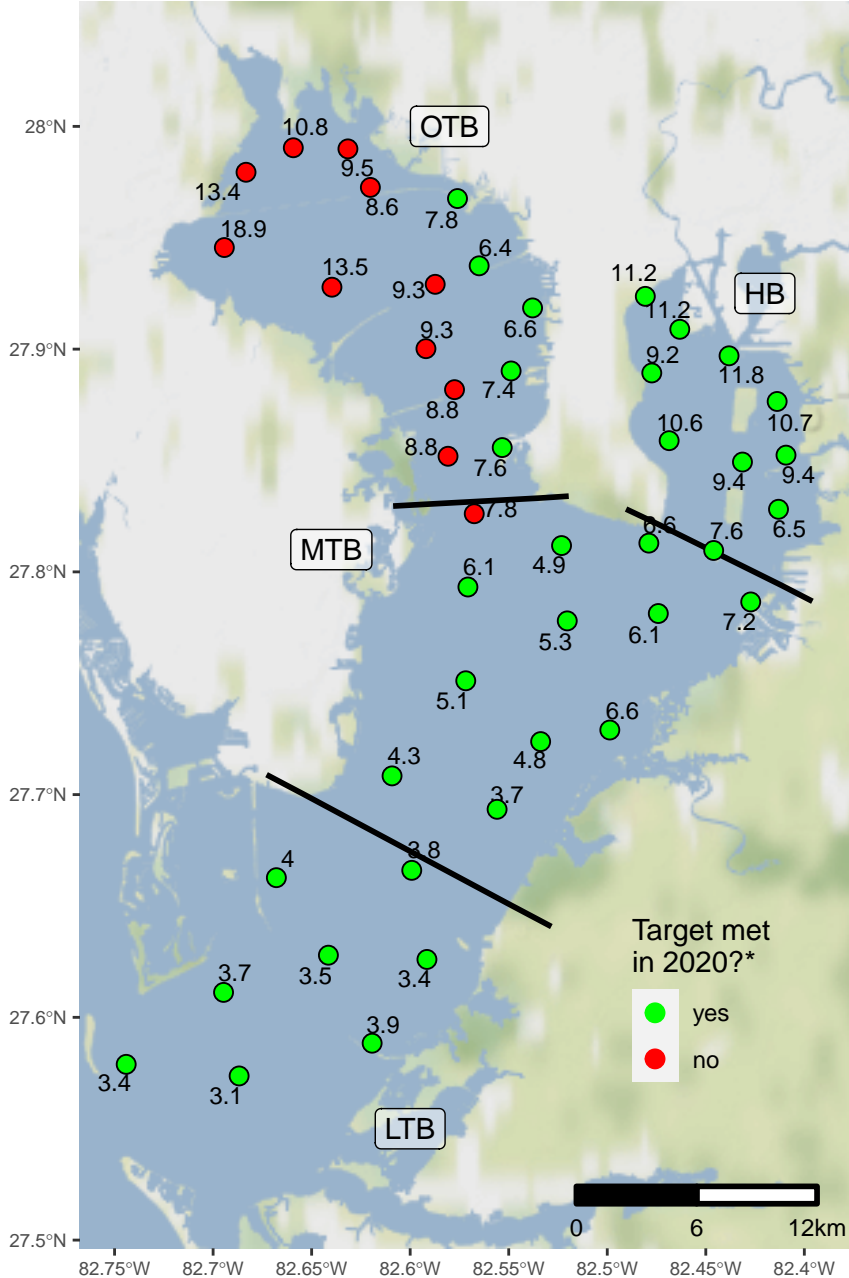 28°N
10.8
OTB
9.5
13.4
8.6
7.8
18.9
6.4
13.5
9.3
11.2
HB
11.2
6.6
27.9°N
9.3
9.2
11.8
7.4
8.8
10.7
10.6
8.8
7.6
9.4
9.4
7.8
6.6
7.6
6.5
MTB
27.8°N
6.1
4.9
7.2
5.3
6.1
5.1
6.6
4.3
4.8
27.7°N
3.7
4
3.8
Target met
in 2020?*
3.7
3.5
3.4
yes
27.6°N
3.9
no
3.4
3.1
LTB
0
6
12km
27.5°N
82.75°W
82.7°W
82.65°W
82.6°W
82.55°W
82.5°W
82.45°W
82.4°W